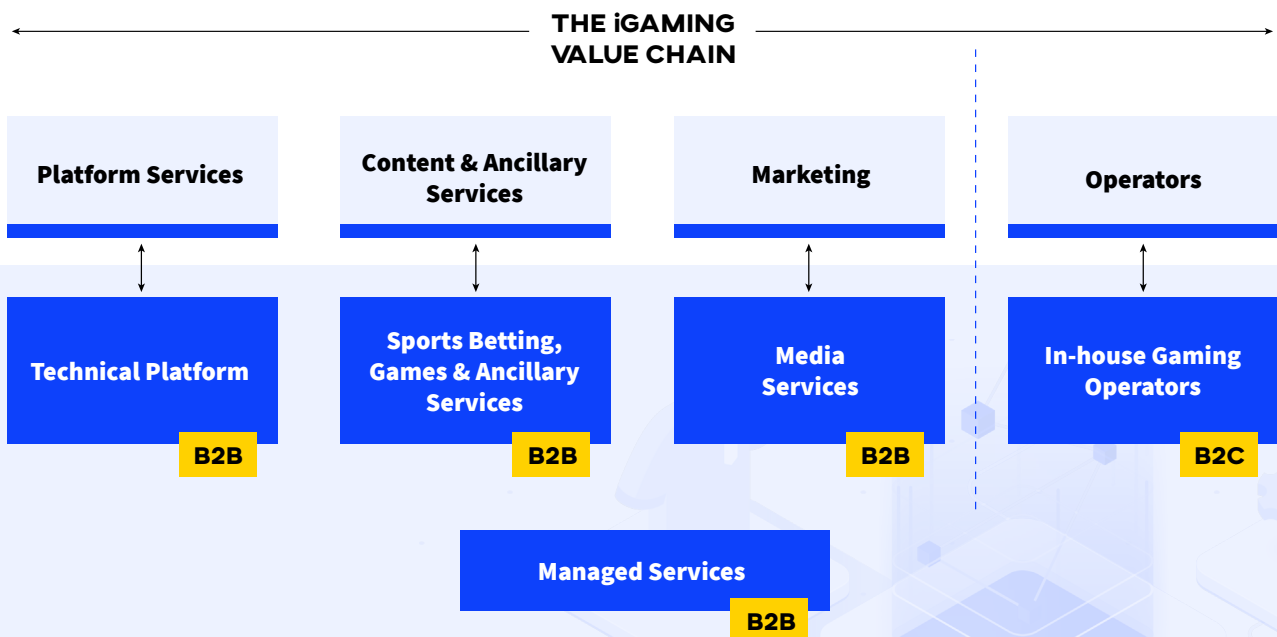 THE iGAMING
VALUE CHAIN
Platform Services
Content & Ancillary
Services
Marketing
Operators
Technical Platform
B2B
Sports Betting,
Games & Ancillary
Services
B2B
Media
Services
B2B
In-house Gaming
Operators
B2C
Managed Services
B2B